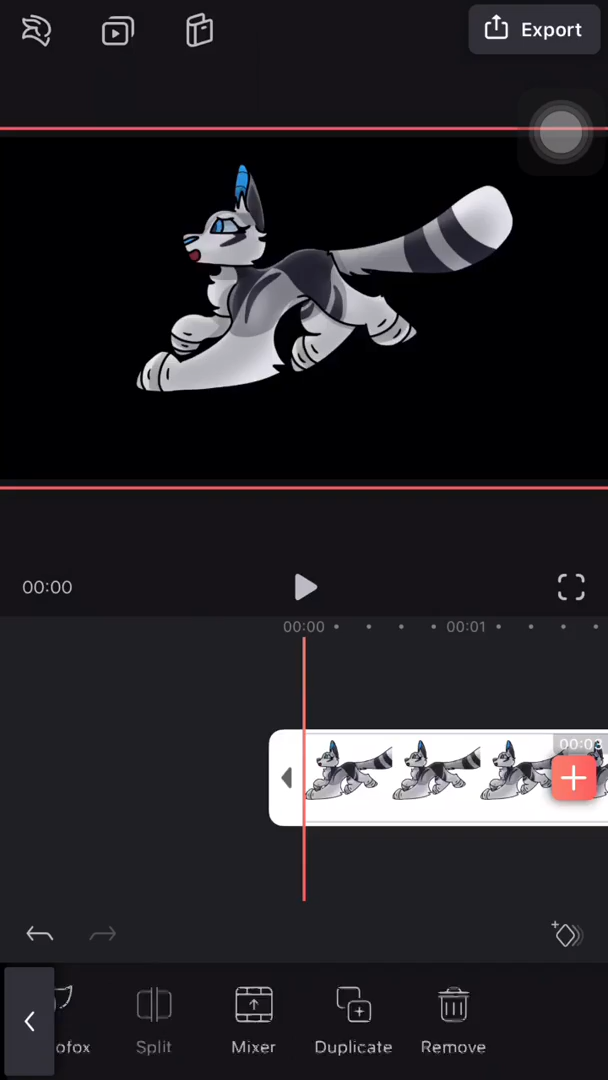 Export
00:00
00:00
00:01
00:03
ofox
Split
Mixer
Duplicate
Remove